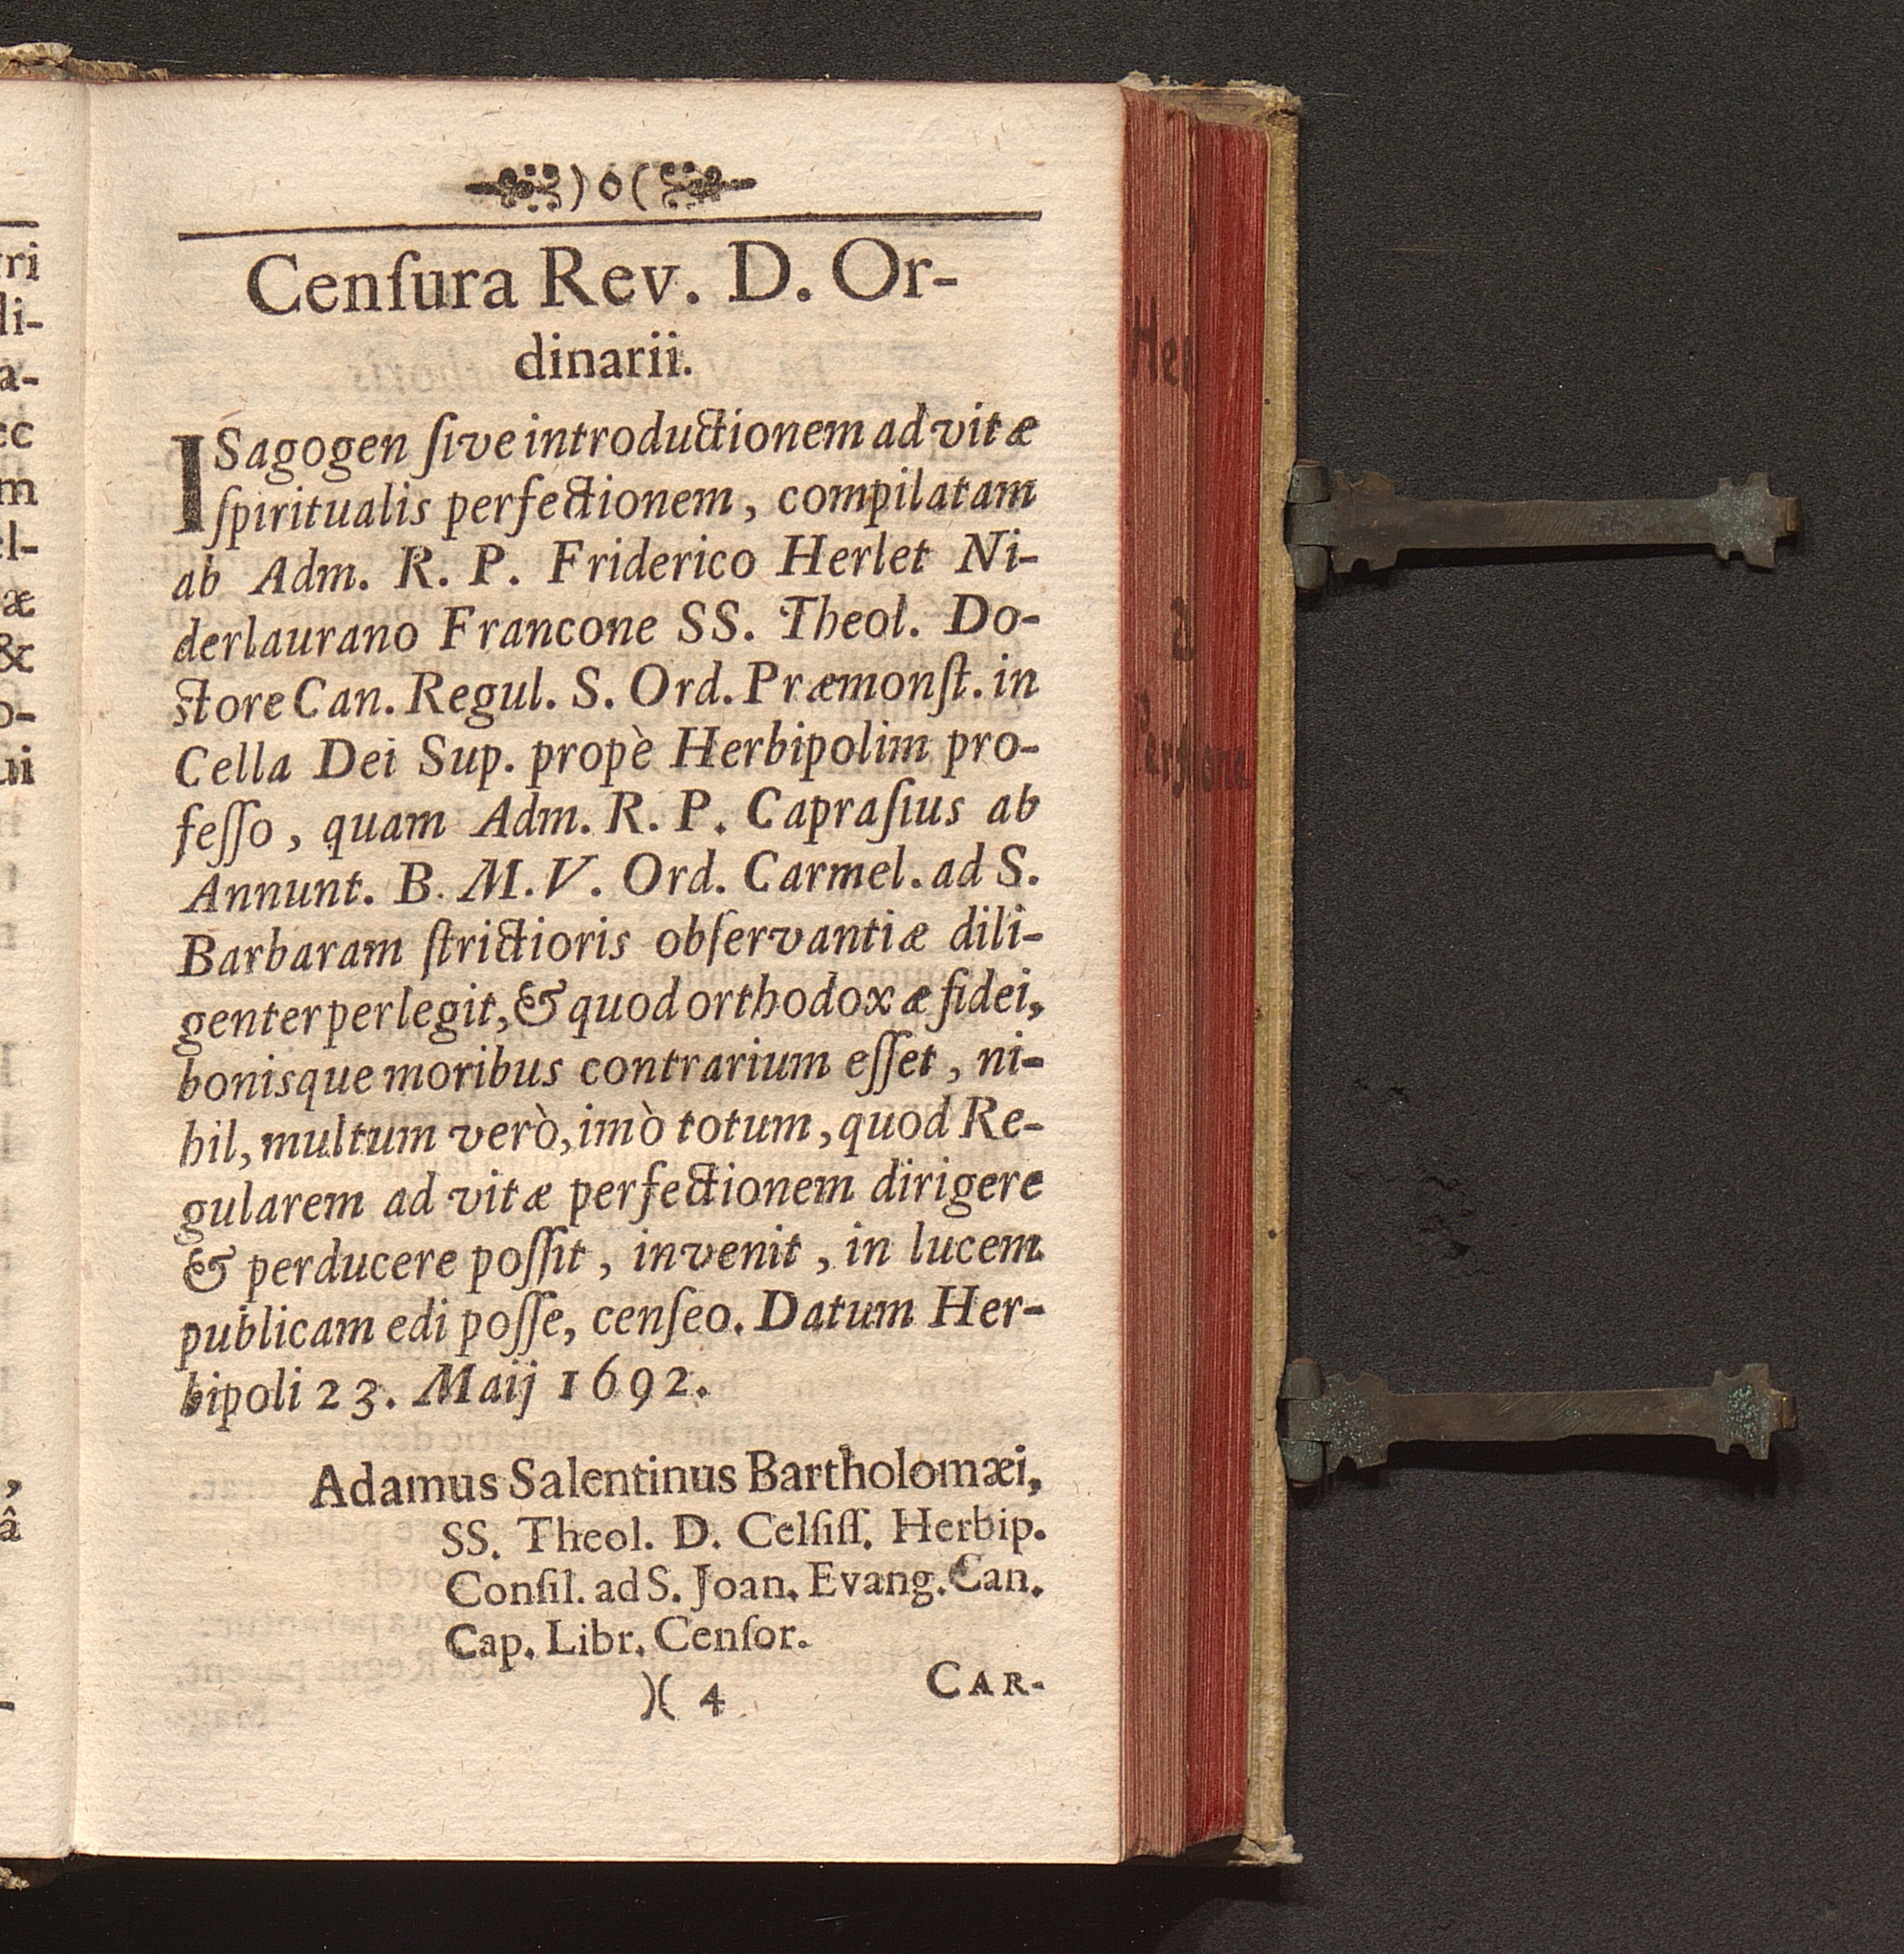 )o(
Cenſura Rev. D. Or-
dinarii.
ISagogen ſive introductionem ad vitæ
ſpiritualis perfectionem, compilatam
ab Adm. R. P. Friderico Herlet Ni-
derlaurano Francone SS. Theol. Do-
ctore Can. Regul. S. Ord. Præmonſt. in
Cella Dei Sup. propè Herbipolim pro-
feſſo, quam Adm. R. P. Capraſius ab
Annunt. B. M. V. Ord. Carmel. ad S.
Barbaram ſtrictioris obſervantiæ dili-
genter perlegit, & quod orthodoxæ fidei,
bonisque moribus contrarium eſſet, ni-
hil, multum verò, imò totum, quod Re-
gularem ad vitæ perfectionem dirigere
& perducere poſſit, invenit, in lucem
publicam edi poſſe, cenſeo. Datum Her-
bipoli 23. Maij 1692.
Adamus Salentinus Bartholomæi,
SS. Theol. D. Celſiſſ. Herbip.
Conſil. ad S. Joan. Evang. Can.
Cap. Libr. Cenſor.
)( 4 CAR-